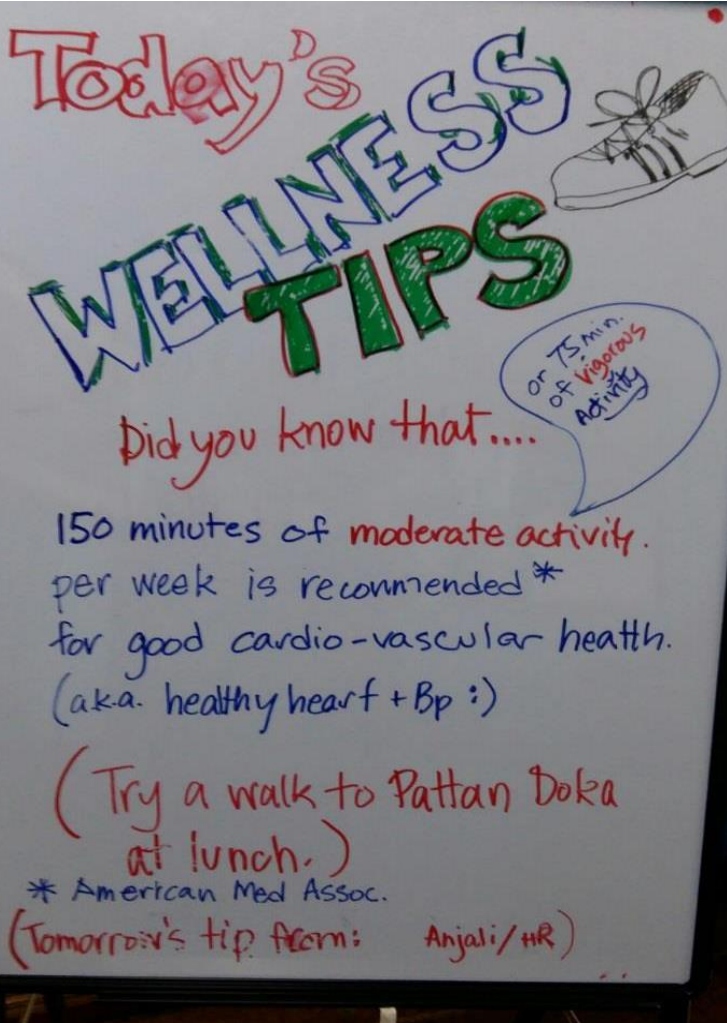 Today's
WELLNESS
TIPS
or 75 min.
of vigorous
Activity
Did you know that....
150 minutes of moderate activity.
per week is recommended*
for good cardio-vascular health.
(a.k.a. healthy heart + Bp :)
(Try a walk to Pattan Doka
at lunch.)
* American Med Assoc.
(Tomorrow's tip from: Anjali/HR)